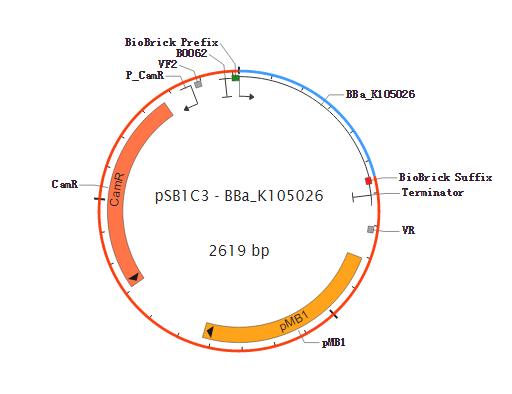 BioBrick Prefix
B0062
VF2
P_CamR
BBa_K105026
BioBrick Suffix
CamR
CamR
Terminator
pSB1C3 - BBa_K105026
VR
2619 bp
pMB1
pMB1